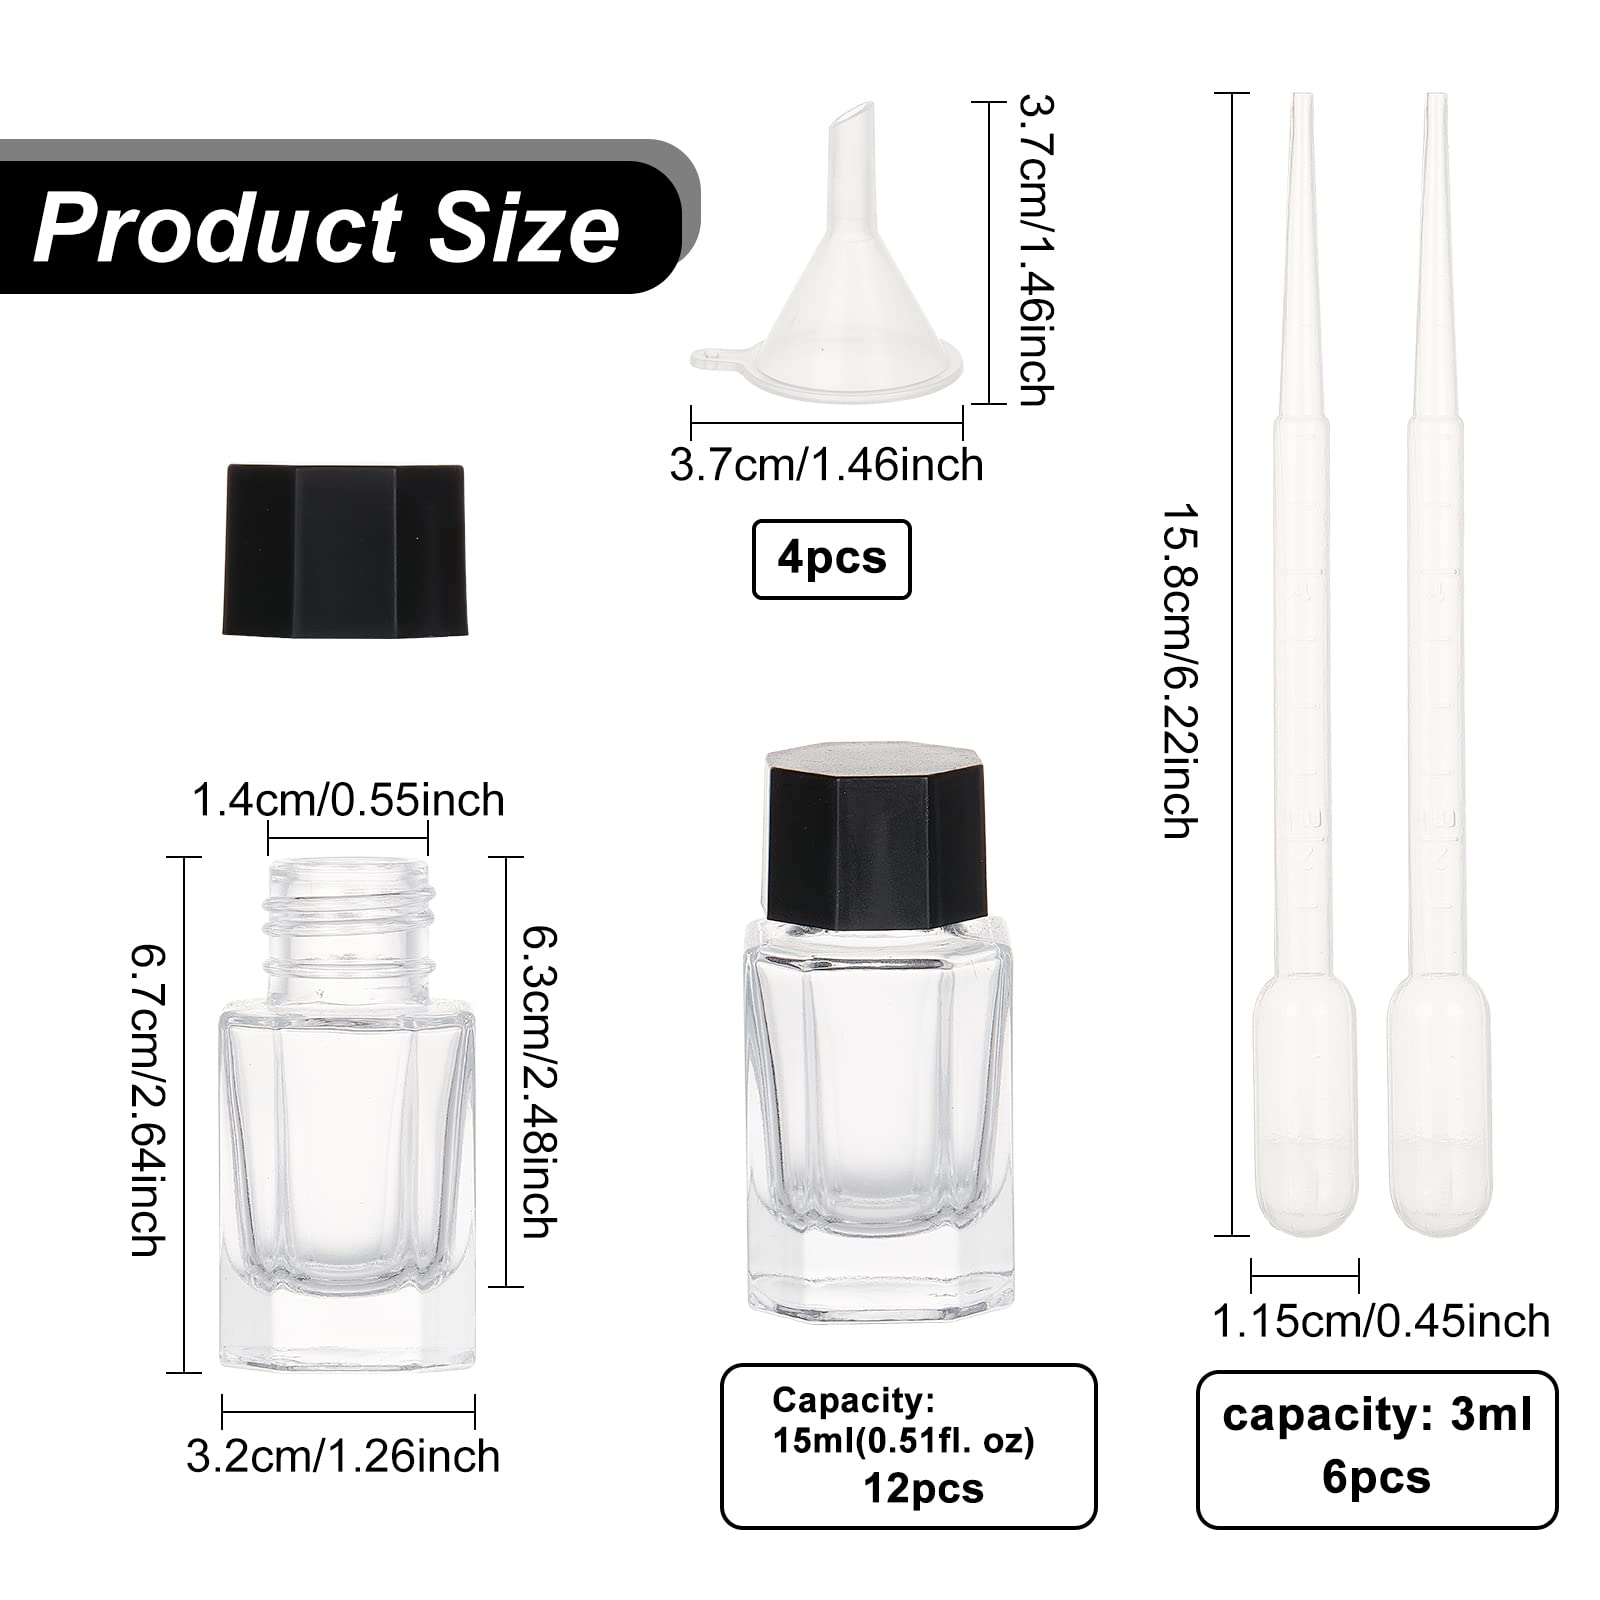 Product Size
3.7cm/1.46inch
3.7cm/1.46inch
4pcs
15.8cm/6.22inch
1.15cm/0.45inch
capacity: 3ml
6pcs
1.4cm/0.55inch
6.7cm/2.64inch
6.3cm/2.48inch
3.2cm/1.26inch
Capacity:
15ml(0.51fl. oz)
12pcs